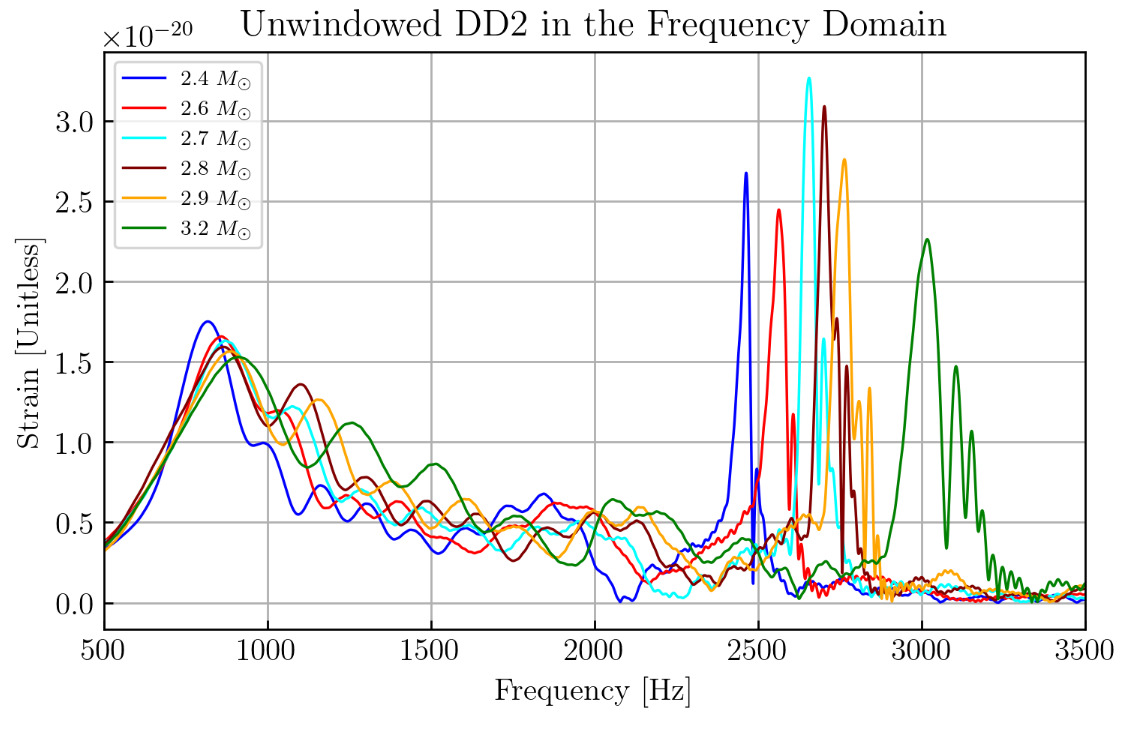 Unwindowed DD2 in the Frequency Domain
×10⁻²⁰
2.4 M⊙
2.6 M⊙
2.7 M⊙
2.8 M⊙
2.9 M⊙
3.2 M⊙
3.0
2.5
2.0
1.5
1.0
0.5
0.0
Strain [Unitless]
500 1000 1500 2000 2500 3000 3500
Frequency [Hz]